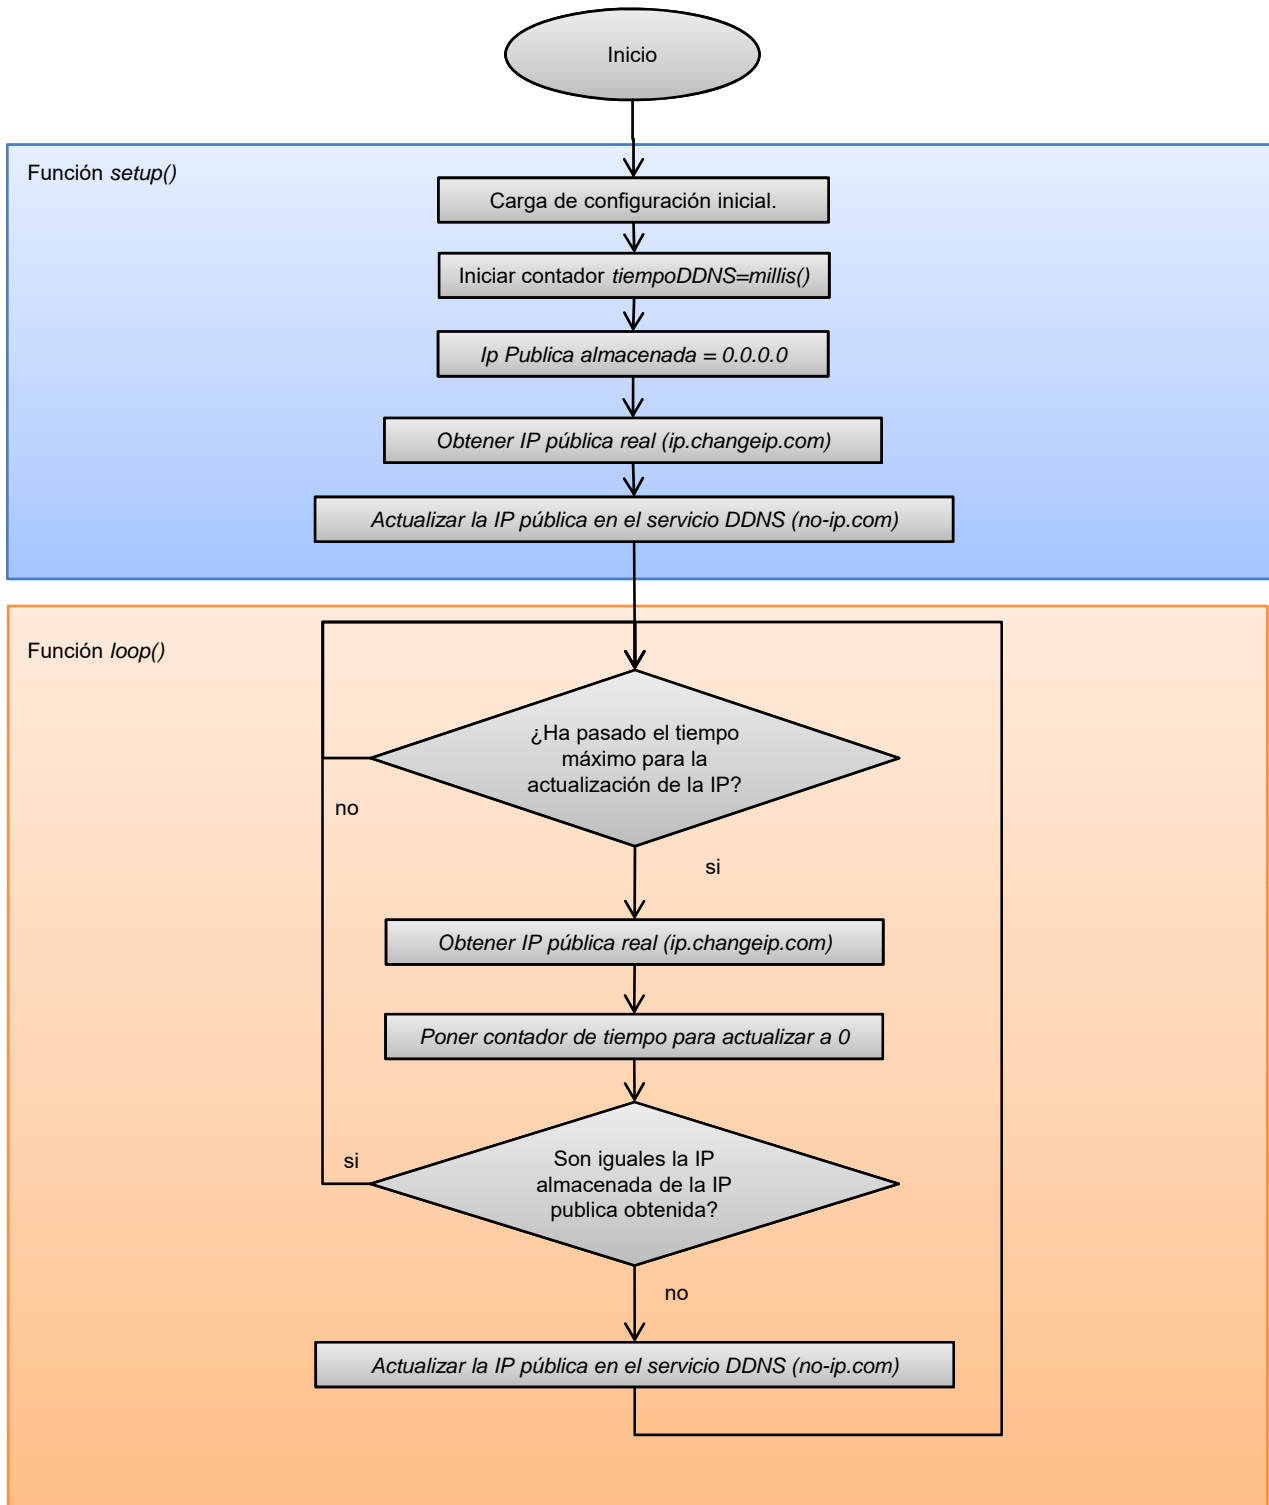 Inicio
Función setup()
Carga de configuración inicial.
Iniciar contador tiempoDDNS=millis()
Ip Publica almacenada = 0.0.0.0
Obtener IP pública real (ip.changeip.com)
Actualizar la IP pública en el servicio DDNS (no-ip.com)
Función loop()
¿Ha pasado el tiempo
máximo para la
actualización de la IP?
no
si
Obtener IP pública real (ip.changeip.com)
Poner contador de tiempo para actualizar a 0
Son iguales la IP
almacenada de la IP
publica obtenida?
si
no
Actualizar la IP pública en el servicio DDNS (no-ip.com)